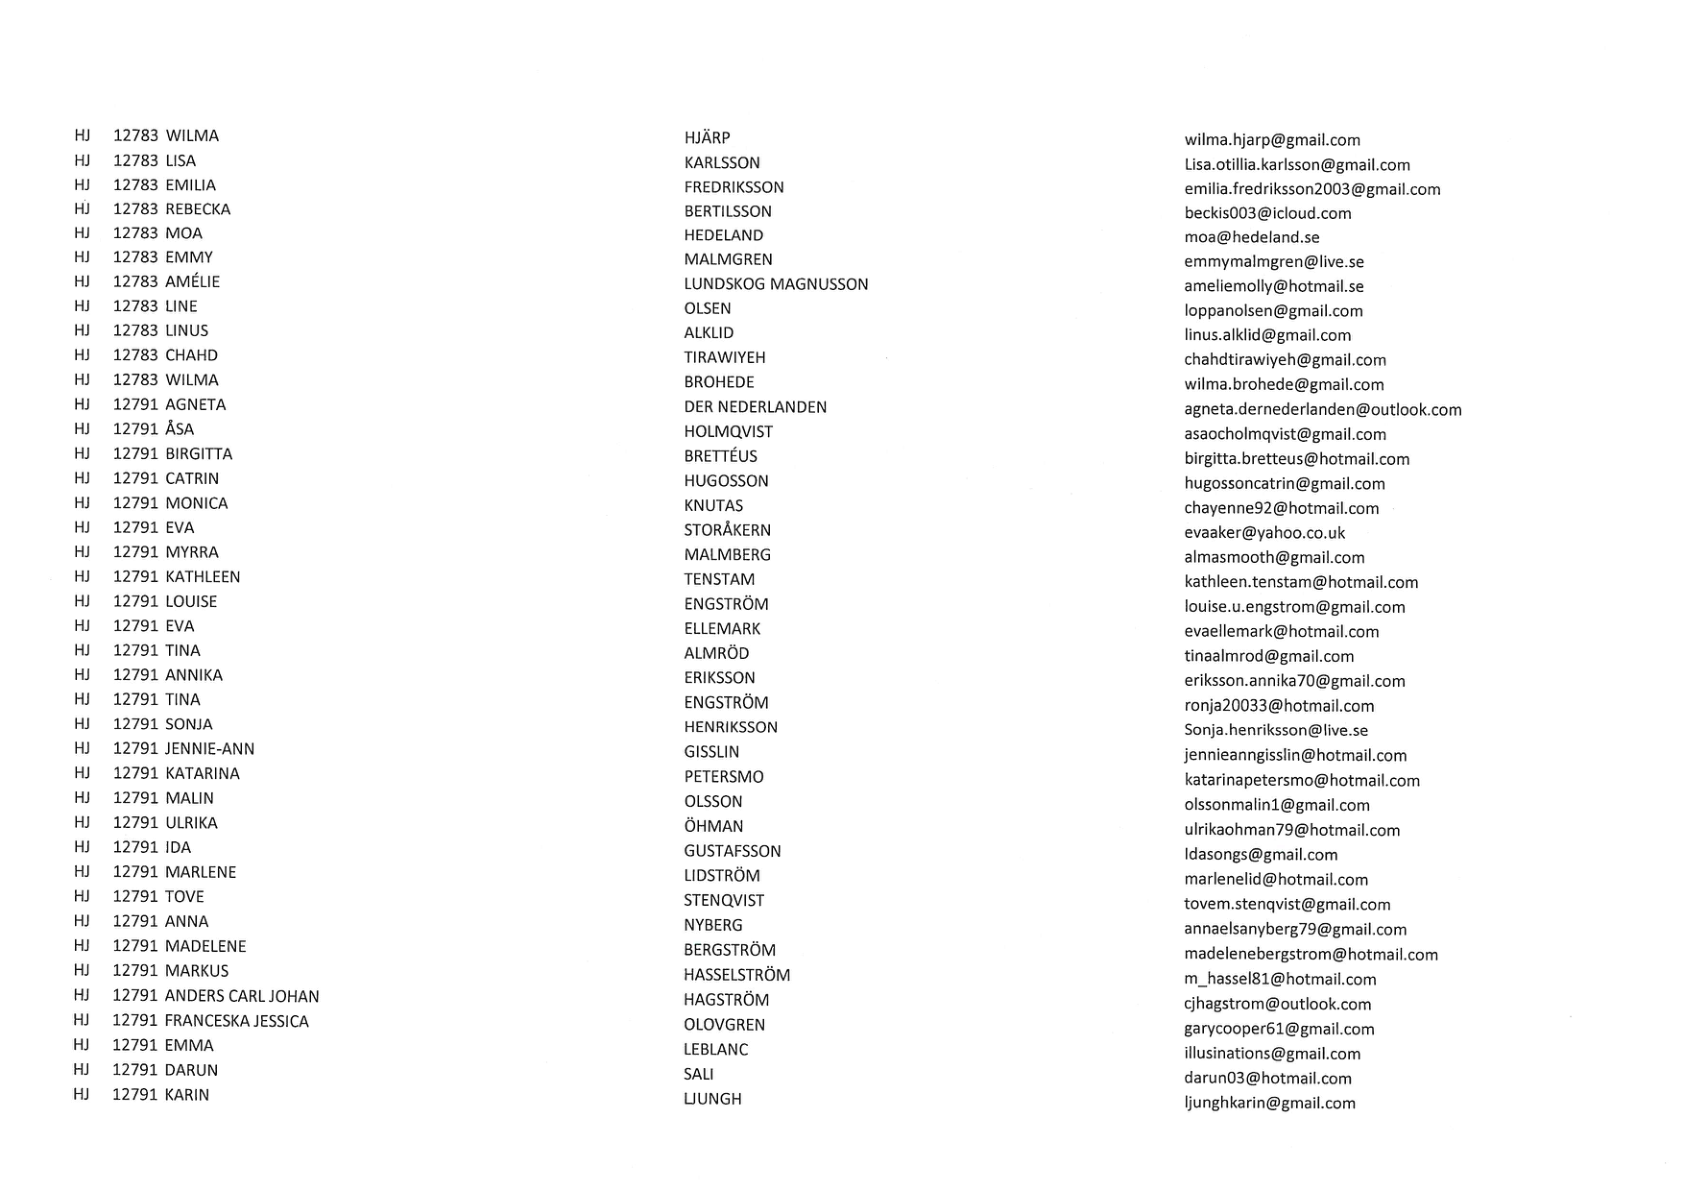 HJ 12783 WILMA HJÄRP wilma.hjarp@gmail.com
HJ 12783 LISA KARLSSON Lisa.otillia.karlsson@gmail.com
HJ 12783 EMILIA FREDRIKSSON emilia.fredriksson2003@gmail.com
HJ 12783 REBECKA BERTILSSON beckis003@icloud.com
HJ 12783 MOA HEDELAND moa@hedeland.se
HJ 12783 EMMY MALMGREN emmymalmgren@live.se
HJ 12783 AMÉLIE LUNDSKOG MAGNUSSON ameliemolly@hotmail.se
HJ 12783 LINE OLSEN loppanolsen@gmail.com
HJ 12783 LINUS ALKLID linus.alklid@gmail.com
HJ 12783 CHAHD TIRAWIYEH chahdtirawiyeh@gmail.com
HJ 12783 WILMA BROHEDE wilma.brohede@gmail.com
HJ 12791 AGNETA DER NEDERLANDEN agneta.dernederlanden@outlook.com
HJ 12791 ÅSA HOLMQVIST asaocholmqvist@gmail.com
HJ 12791 BIRGITTA BRETTÉUS birgitta.bretteus@hotmail.com
HJ 12791 CATRIN HUGOSSON hugossoncatrin@gmail.com
HJ 12791 MONICA KNUTAS chayenne92@hotmail.com
HJ 12791 EVA STORÅKERN evaaker@yahoo.co.uk
HJ 12791 MYRRA MALMBERG almasmooth@gmail.com
HJ 12791 KATHLEEN TENSTAM kathleen.tenstam@hotmail.com
HJ 12791 LOUISE ENGSTRÖM louise.u.engstrom@gmail.com
HJ 12791 EVA ELLEMARK evaellemark@hotmail.com
HJ 12791 TINA ALMRÖD tinaalmrod@gmail.com
HJ 12791 ANNIKA ERIKSSON eriksson.annika70@gmail.com
HJ 12791 TINA ENGSTRÖM ronja20033@hotmail.com
HJ 12791 SONJA HENRIKSSON Sonja.henriksson@live.se
HJ 12791 JENNIE-ANN GISSLIN jennieanngisslin@hotmail.com
HJ 12791 KATARINA PETERSMO katarinapetersmo@hotmail.com
HJ 12791 MALIN OLSSON olssonmalin1@gmail.com
HJ 12791 ULRIKA ÖHMAN ulrikaohman79@hotmail.com
HJ 12791 IDA GUSTAFSSON Idasongs@gmail.com
HJ 12791 MARLENE LIDSTRÖM marlenelid@hotmail.com
HJ 12791 TOVE STENQVIST tovem.stenqvist@gmail.com
HJ 12791 ANNA NYBERG annaelsanyberg79@gmail.com
HJ 12791 MADELENE BERGSTRÖM madelenebergstrom@hotmail.com
HJ 12791 MARKUS HASSELSTRÖM m_hassel81@hotmail.com
HJ 12791 ANDERS CARL JOHAN HAGSTRÖM cjhagstrom@outlook.com
HJ 12791 FRANCESKA JESSICA OLOVGREN garycooper61@gmail.com
HJ 12791 EMMA LEBLANC illusinations@gmail.com
HJ 12791 DARUN SALI darun03@hotmail.com
HJ 12791 KARIN LJUNGH ljunghkarin@gmail.com